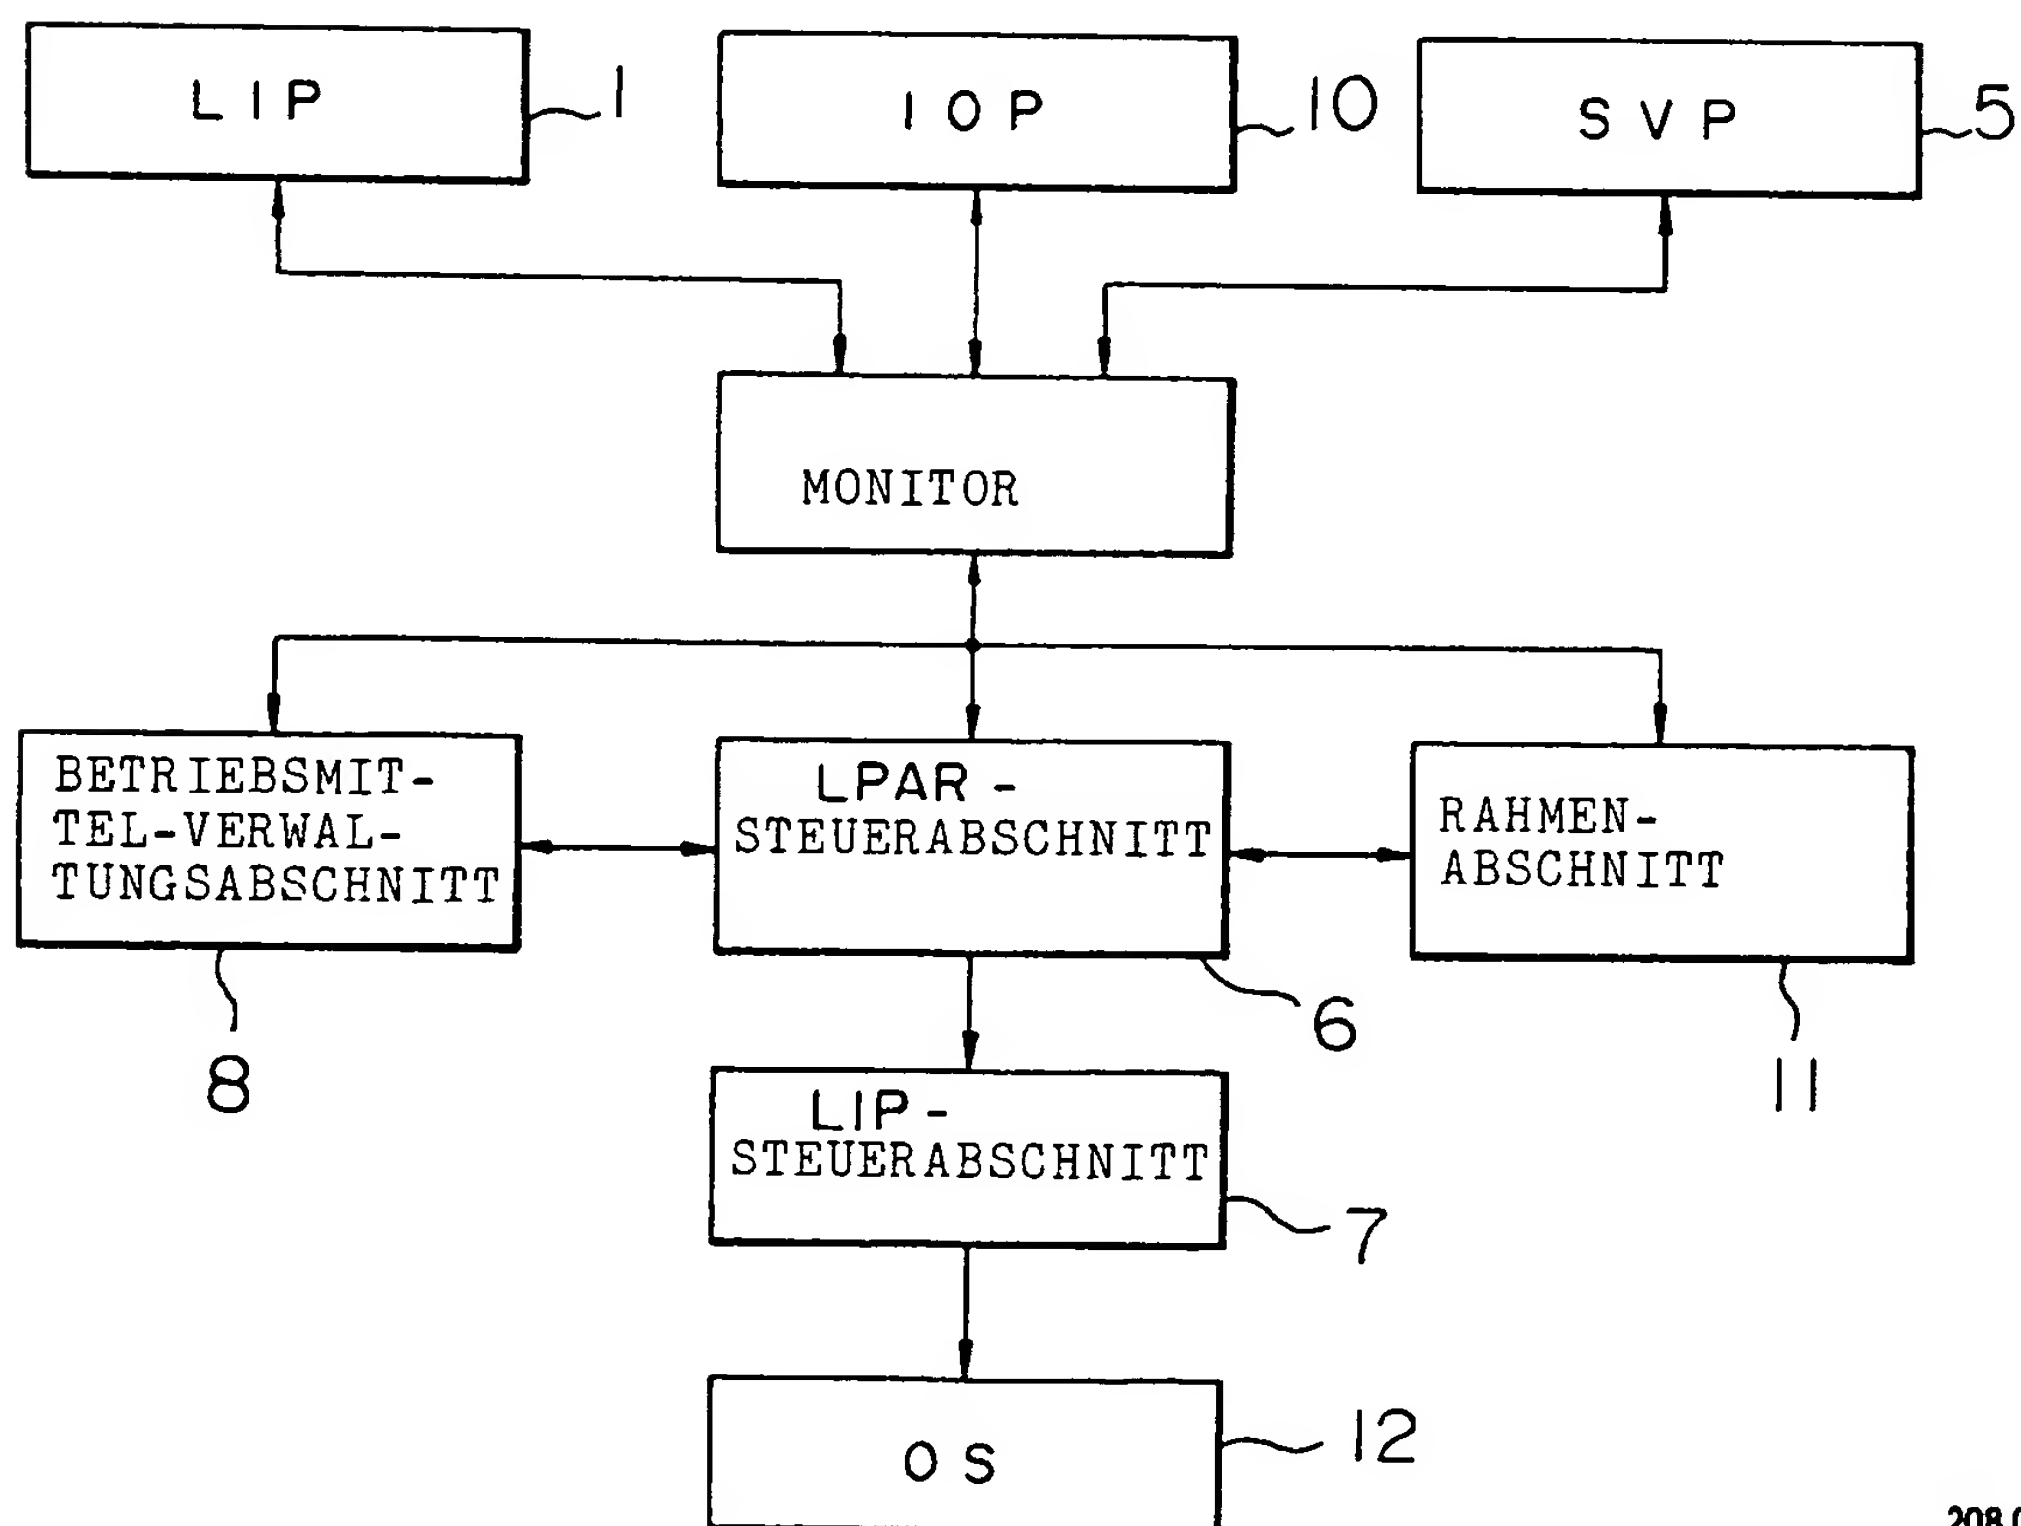 LIP
1
IOP
10
SVP
5
MONITOR
BETRIEBSMIT-
TEL-VERWAL-
TUNGSABSCHNITT
8
LPAR-
STEUERABSCHNITT
6
RAHMEN-
ABSCHNITT
11
LIP-
STEUERABSCHNITT
7
OS
12